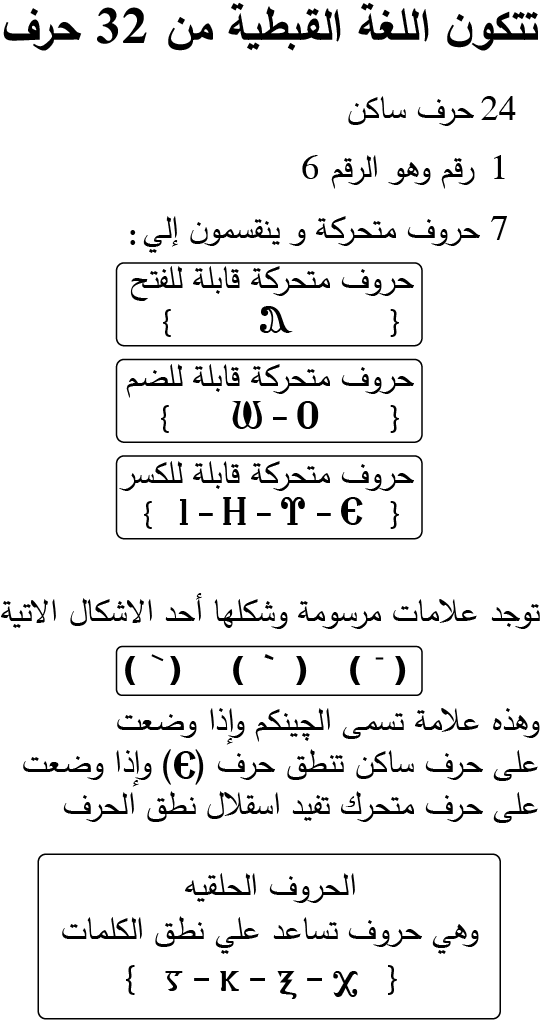 تتكون اللغة القبطية من 32 حرف
24 حرف ساكن
1 رقم وهو الرقم 6
7 حروف متحركة و ينقسمون إلي:
حروف متحركة قابلة للفتح
{ Ⲁ }
حروف متحركة قابلة للضم
{ Ⲟ - Ⲱ }
حروف متحركة قابلة للكسر
{ Ⲉ - Ⲩ - Ⲏ - Ⲓ }
توجد علامات مرسومة وشكلها أحد الاشكال الاتية
( ¯ ) ( ` ) ( ` )
وهذه علامة تسمى الچينكم وإذا وضعت
على حرف ساكن تنطق حرف (Ⲉ) وإذا وضعت
على حرف متحرك تفيد اسقلال نطق الحرف
الحروف الحلقيه
وهي حروف تساعد علي نطق الكلمات
{ ⲭ - ⲝ - ⲕ - ⲋ }